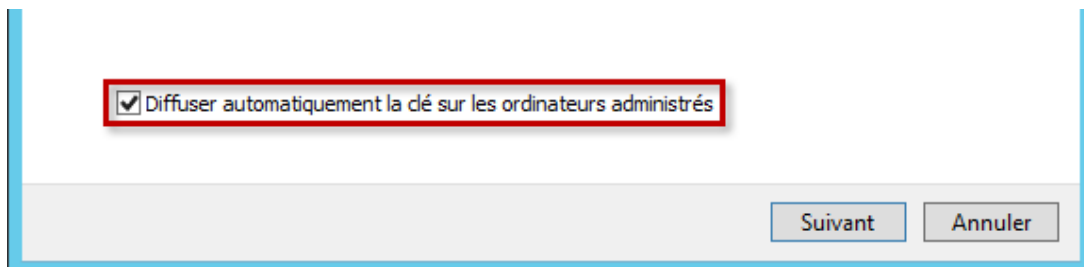 Diffuser automatiquement la clé sur les ordinateurs administrés
Suivant Annuler